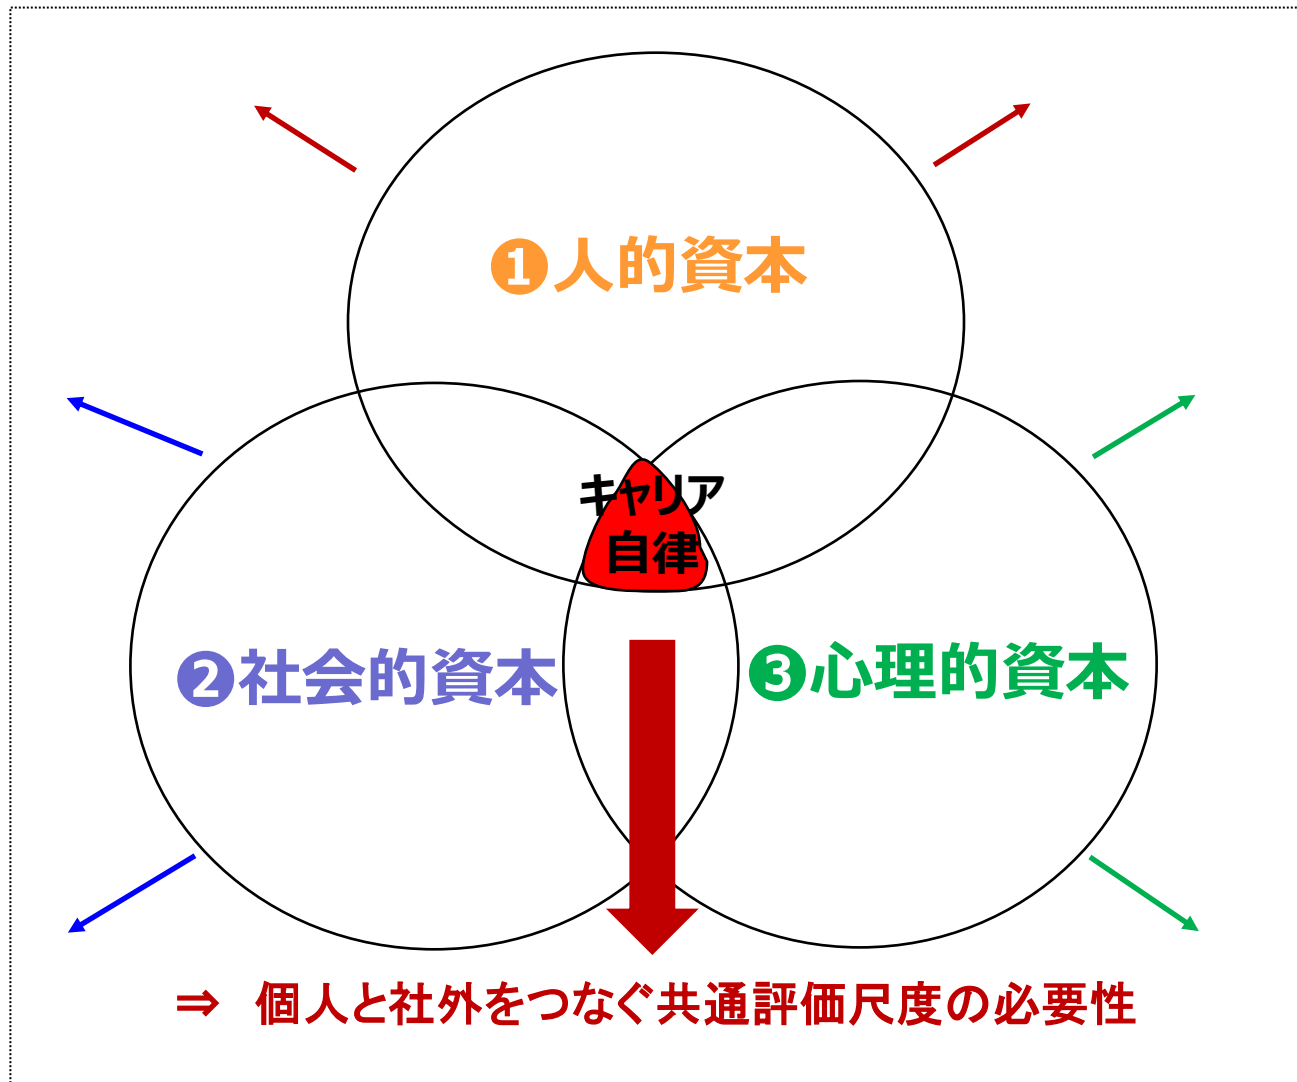 ❶人的資本
キャリア
自律
❷社会的資本
❸心理的資本
⇒ 個人と社外をつなぐ共通評価尺度の必要性